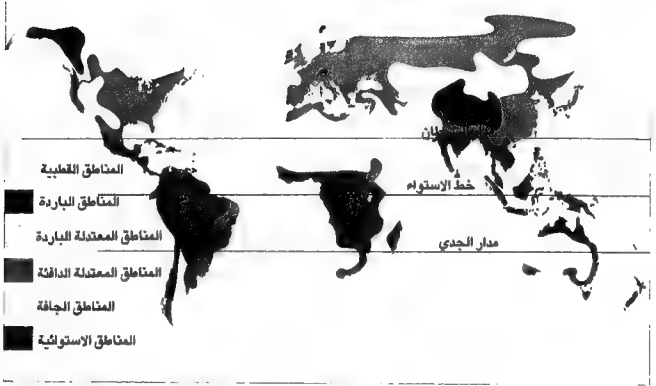 السرطان
المناطق القطبية
خط الاستواء
المناطق الباردة
المناطق المعتدلة الباردة
مدار الجدي
المناطق المعتدلة الدافئة
المناطق الجافة
المناطق الاستوائية